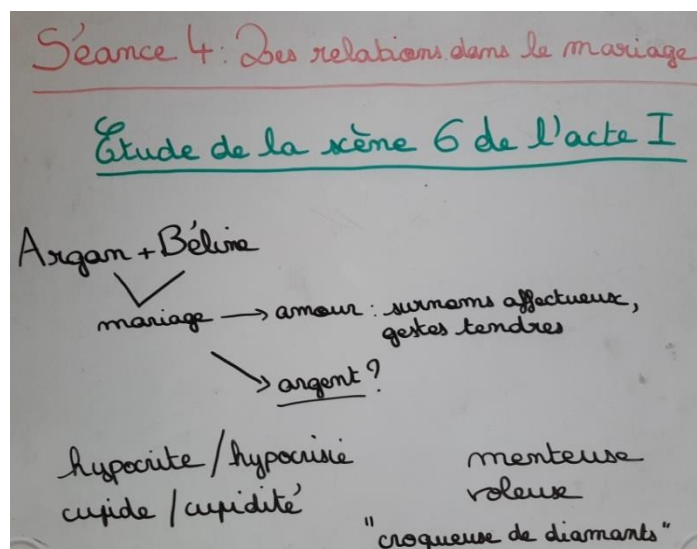 Séance 4 : Des relations dans le mariage
Étude de la scène 6 de l'acte I
Argan + Béline
mariage → amour : surnoms affectueux,
gestes tendres
→ argent ?
hypocrite / hypocrisie menteuse
cupide / cupidité voleuse
"croqueuse de diamants"